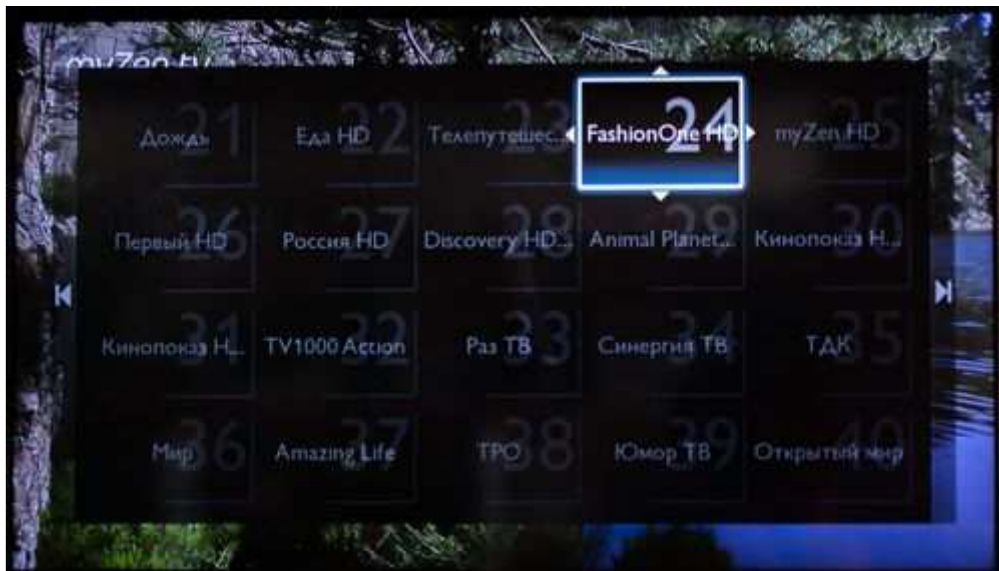 myZen.tv
21 Дождь
22 Еда HD
23 Телепутешес...
24 FashionOne HD
25 myZen HD
26 Первый HD
27 Россия HD
28 Discovery HD...
29 Animal Planet...
30 Кинопоказ H...
31 Кинопоказ H...
32 TV1000 Action
33 Раз ТВ
34 Синергия ТВ
35 ТДК
36 Мир
37 Amazing Life
38 ТРО
39 Юмор ТВ
40 Открытый мир